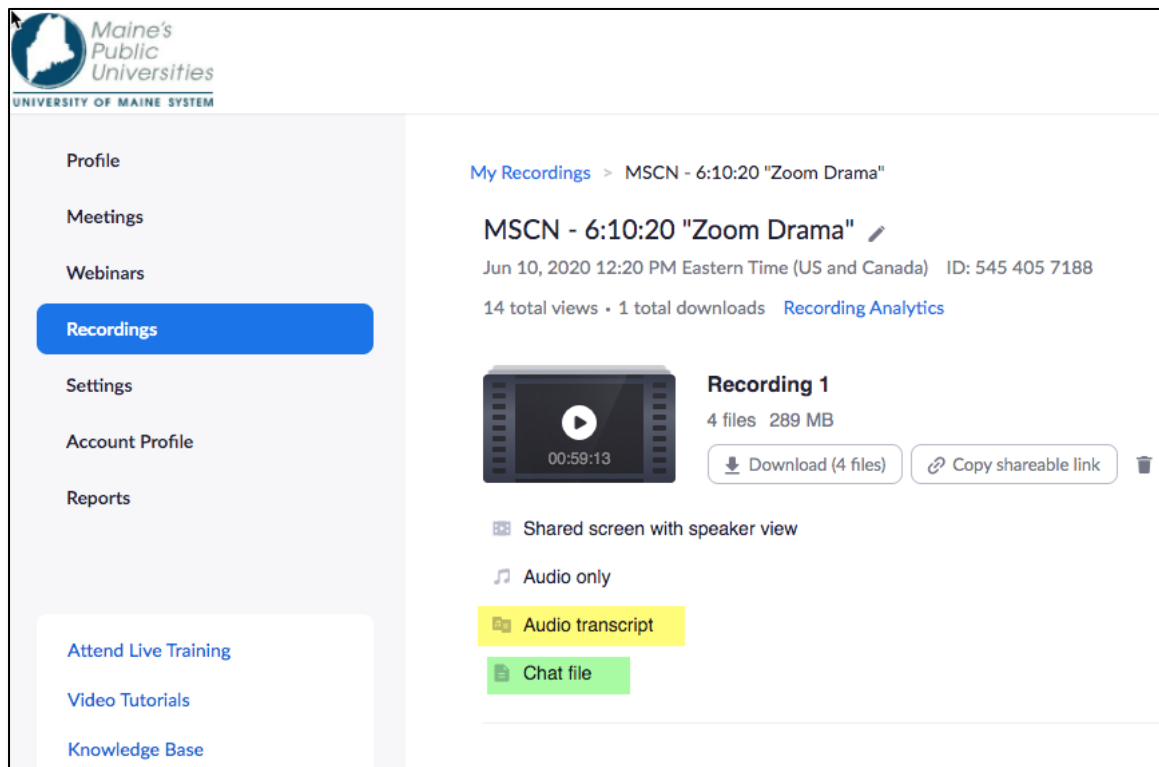 Maine's
Public
Universities
UNIVERSITY OF MAINE SYSTEM
Profile
Meetings
Webinars
Recordings
Settings
Account Profile
Reports
Attend Live Training
Video Tutorials
Knowledge Base
My Recordings > MSCN - 6:10:20 "Zoom Drama"
MSCN - 6:10:20 "Zoom Drama"
Jun 10, 2020 12:20 PM Eastern Time (US and Canada) ID: 545 405 7188
14 total views • 1 total downloads Recording Analytics
00:59:13
Recording 1
4 files 289 MB
Download (4 files) Copy shareable link
Shared screen with speaker view
Audio only
Audio transcript
Chat file